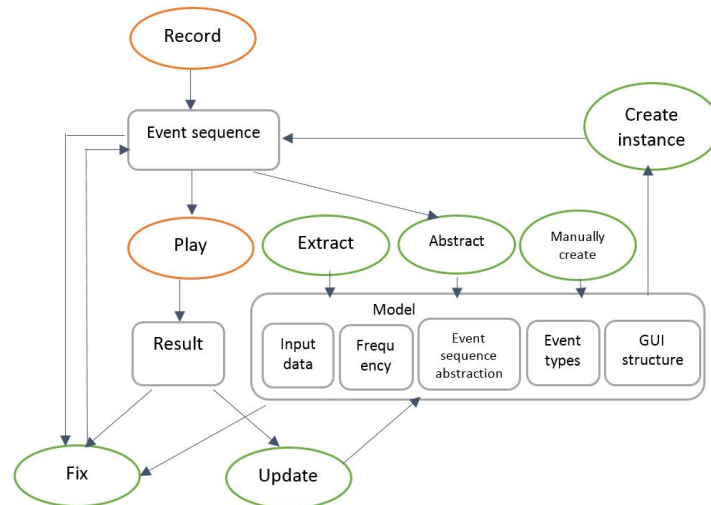 Record
Create
instance
Event sequence
Play
Extract
Abstract
Manually
create
Model
Result
Input
data
Frequ
ency
Event
sequence
abstraction
Event
types
GUI
structure
Fix
Update